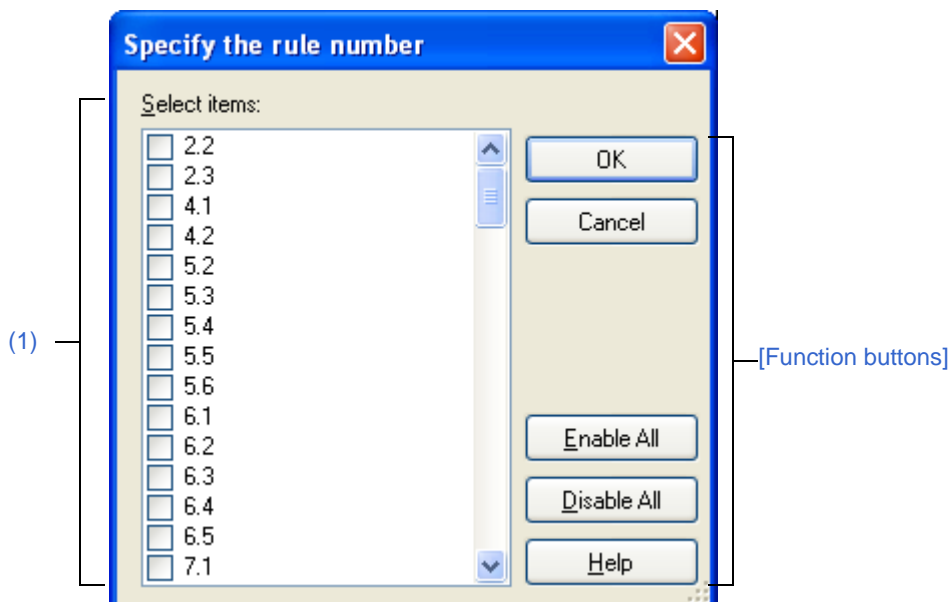 Specify the rule number
Select items:
2.2
2.3
4.1
4.2
5.2
5.3
5.4
5.5
5.6
6.1
6.2
6.3
6.4
6.5
7.1
OK
Cancel
Enable All
Disable All
Help
(1)
[Function buttons]